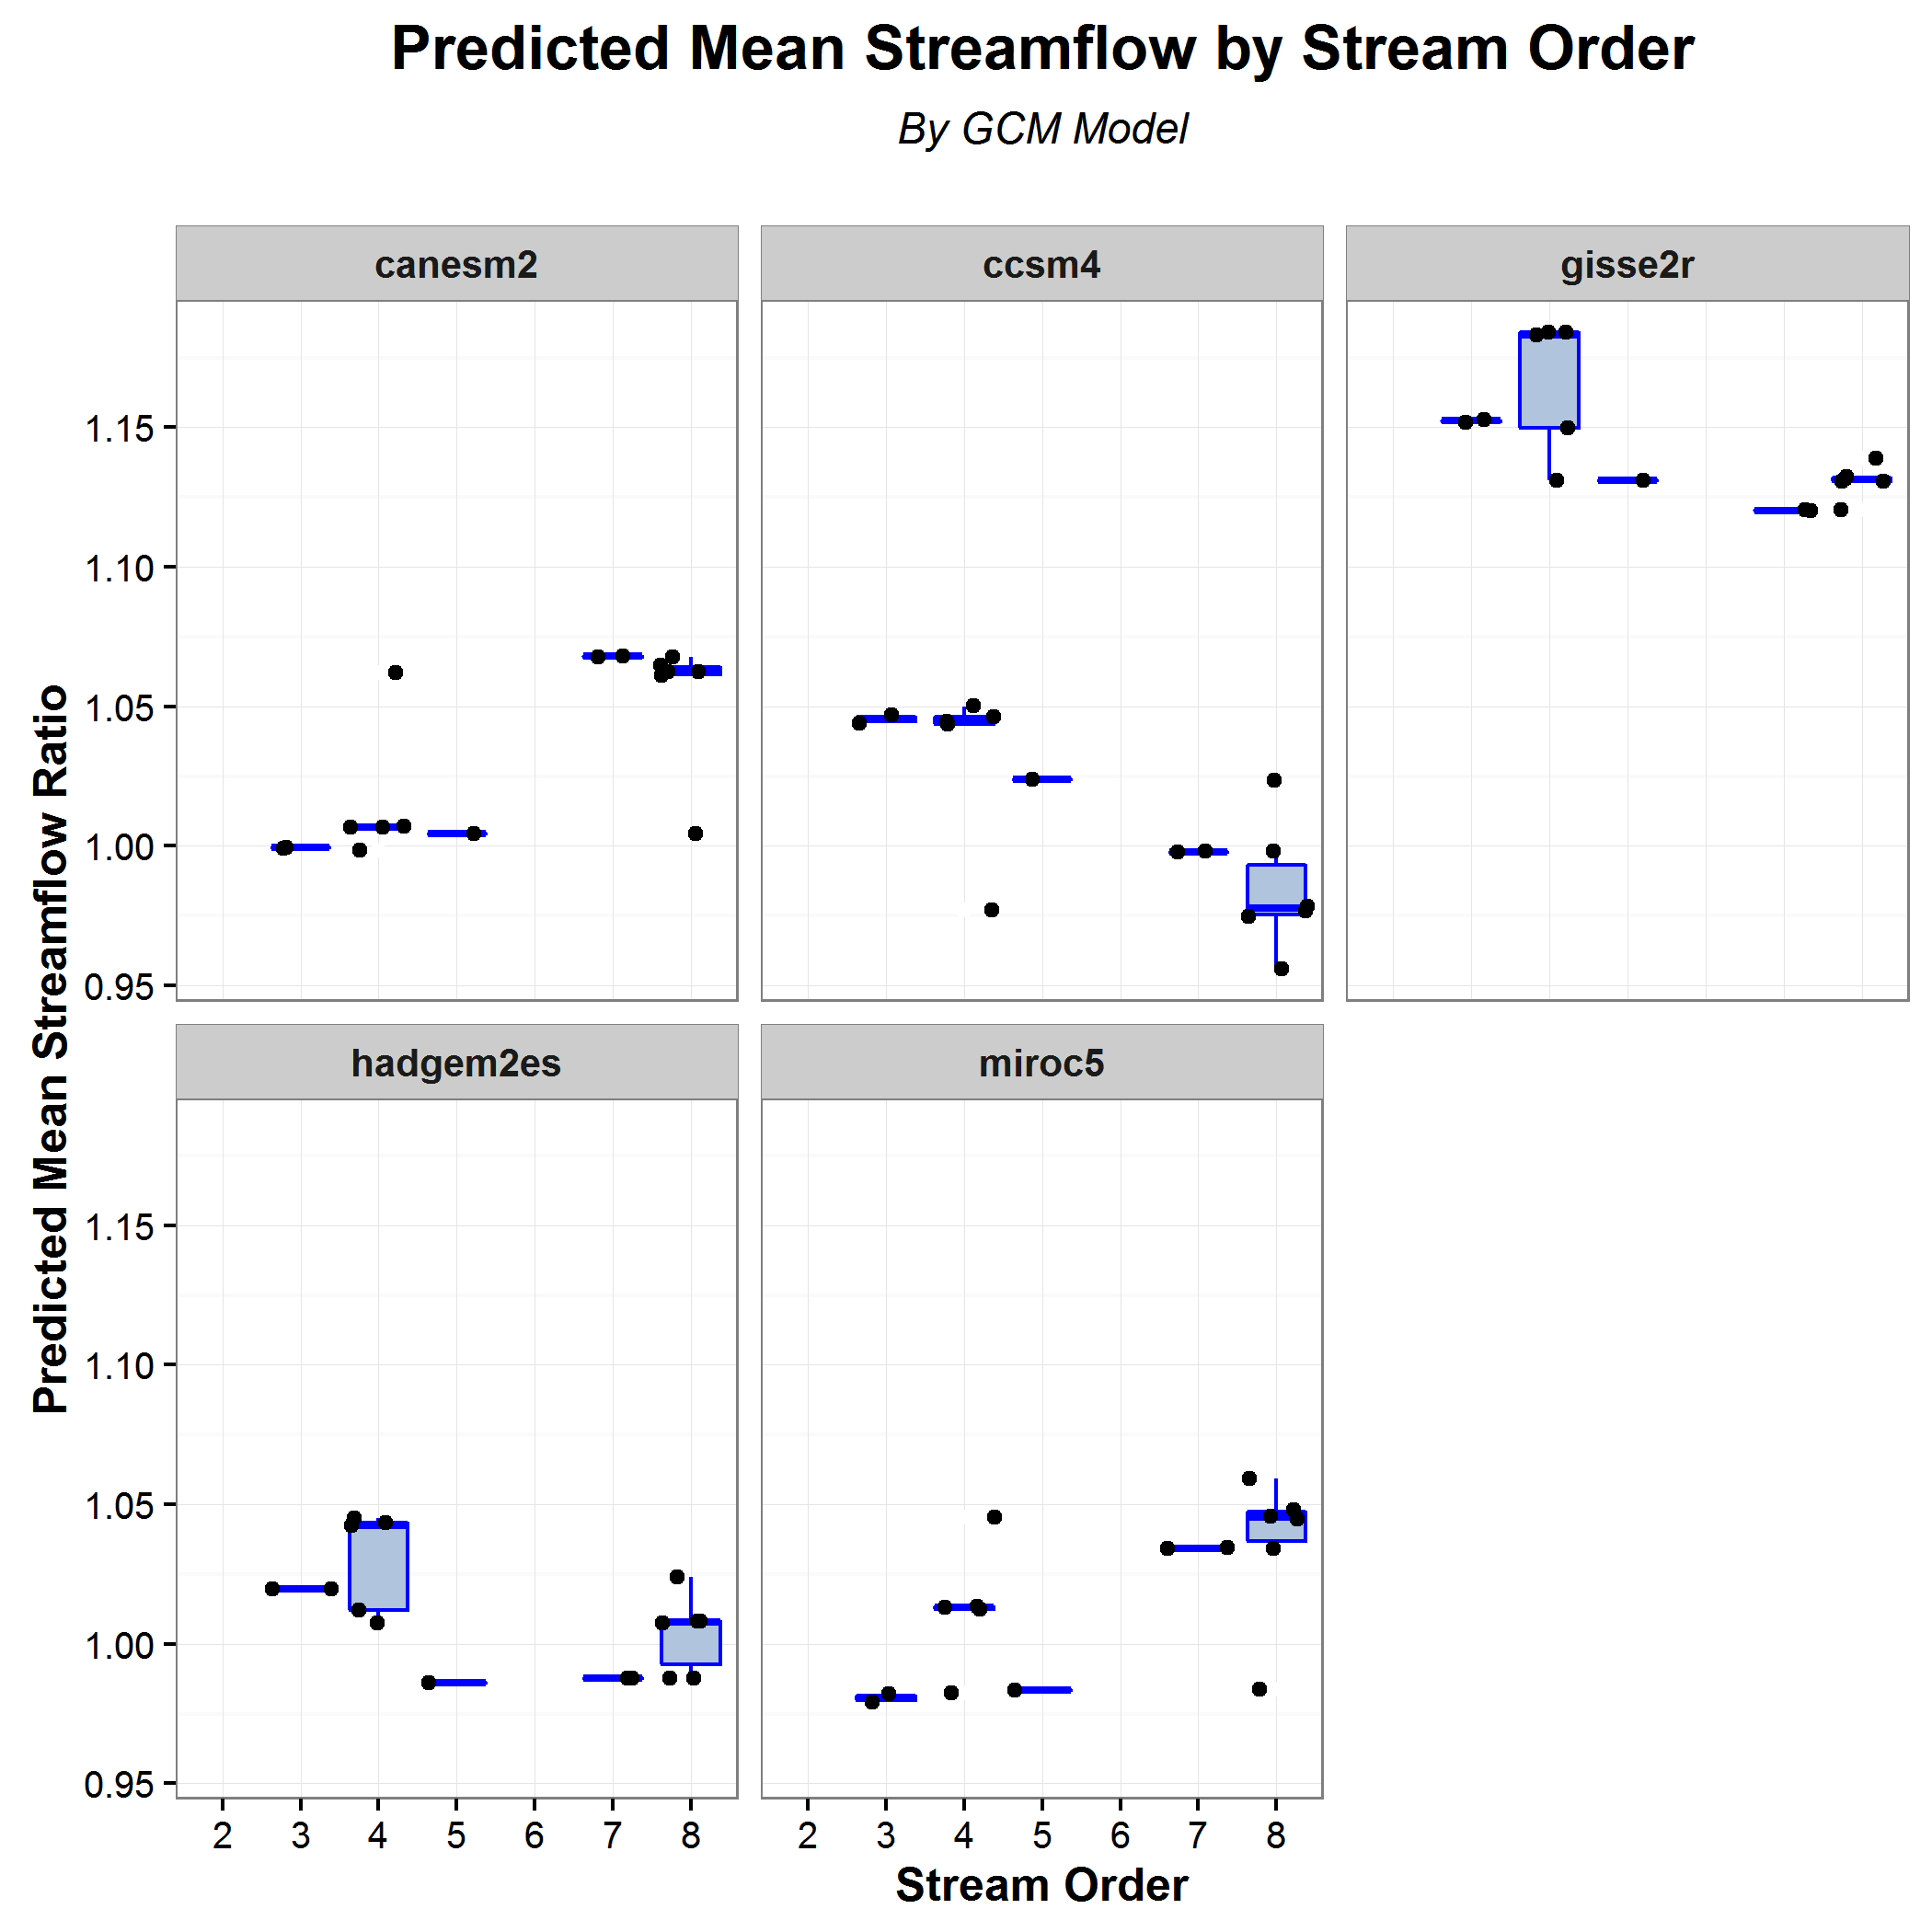 Predicted Mean Streamflow by Stream Order
By GCM Model
canesm2
ccsm4
gisse2r
Predicted Mean Streamflow Ratio
1.15
1.10
1.05
1.00
0.95
hadgem2es
miroc5
1.15
1.10
1.05
1.00
0.95
2 3 4 5 6 7 8
2 3 4 5 6 7 8
Stream Order